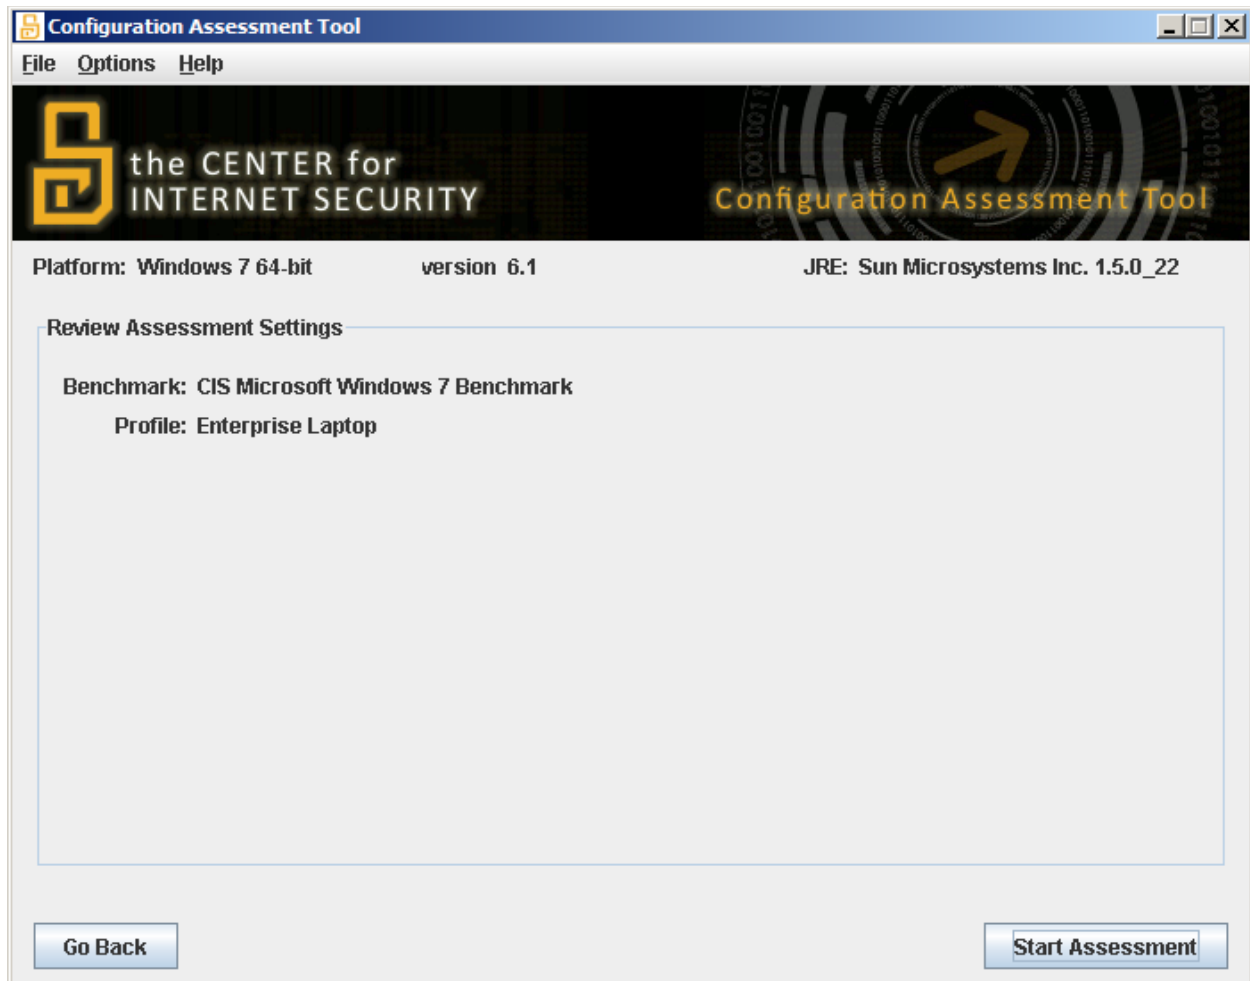 Configuration Assessment Tool
File Options Help
the CENTER for
INTERNET SECURITY
Configuration Assessment Tool
Platform: Windows 7 64-bit version 6.1 JRE: Sun Microsystems Inc. 1.5.0_22
Review Assessment Settings
Benchmark: CIS Microsoft Windows 7 Benchmark
Profile: Enterprise Laptop
Go Back Start Assessment